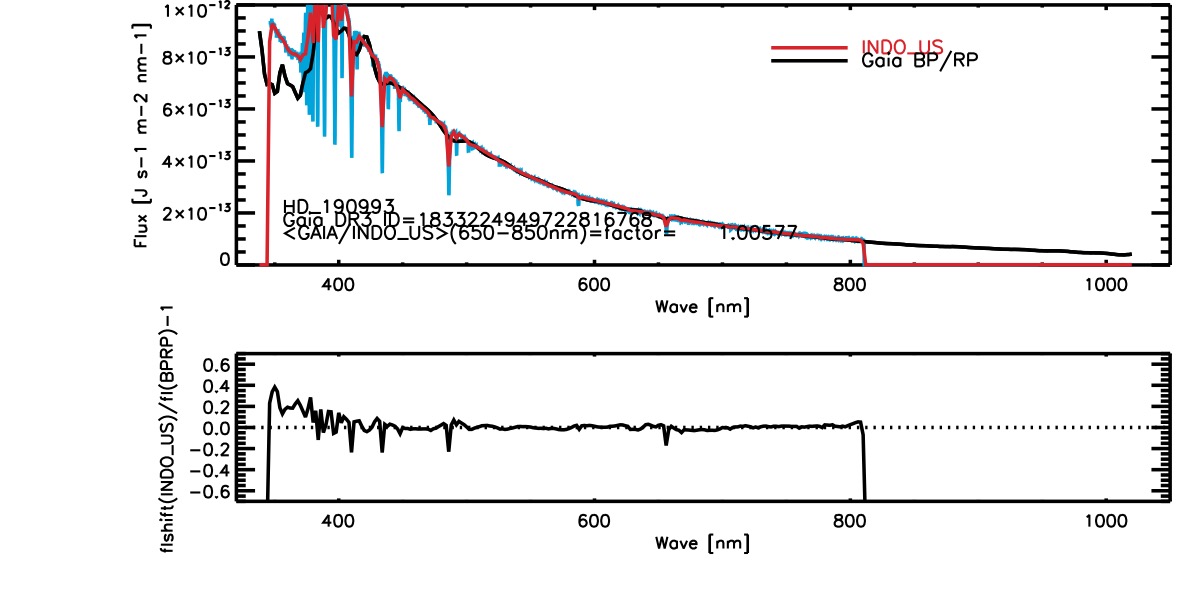 Flux [J s-1 m-2 nm-1]
1×10⁻¹²
8×10⁻¹³
6×10⁻¹³
4×10⁻¹³
2×10⁻¹³
0
INDO_US
Gaia BP/RP
HD_190993
Gaia DR3 ID=1833224949722816768
<GAIA/INDO_US>(650-850nm)=factor= 1.00577
400 600 800 1000
Wave [nm]
flshift(INDO_US)/fl(BPRP)-1
0.6
0.4
0.2
0.0
-0.2
-0.4
-0.6
400 600 800 1000
Wave [nm]